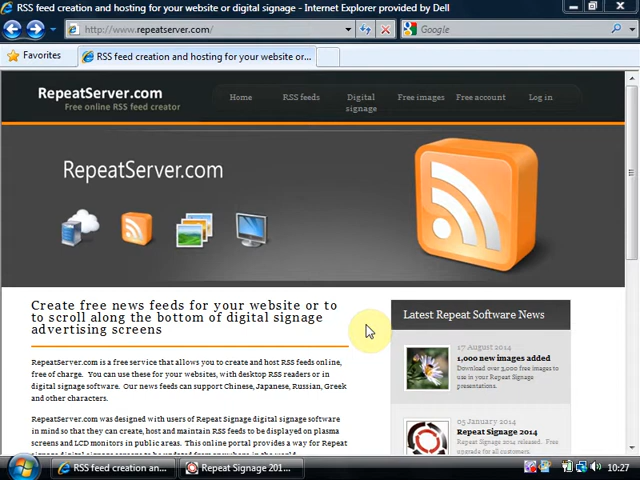 RSS feed creation and hosting for your website or digital signage - Internet Explorer provided by Dell
http://www.repeatserver.com/
Google
Favorites
RSS feed creation and hosting for your website or...
RepeatServer.com
Free online RSS feed creator
Home
RSS feeds
Digital
signage
Free images
Free account
Log in
RepeatServer.com
Create free news feeds for your website or to
to scroll along the bottom of digital signage
advertising screens
RepeatServer.com is a free service that allows you to create and host RSS feeds online,
free of charge. You can use these for your websites, with desktop RSS readers or in
digital signage software. Our news feeds can support Chinese, Japanese, Russian, Greek
and other characters.
RepeatServer.com was designed with users of Repeat Signage digital signage software
in mind so that they can create, host and maintain RSS feeds to be displayed on plasma
screens and LCD monitors in public areas. This online portal provides a way for Repeat
Latest Repeat Software News
17 August 2014
1,000 new images added
Download over 3,000 free images to
use in your Repeat Signage
presentations.
05 January 2014
Repeat Signage 2014
Repeat Signage 2014 released. Free
upgrade for all customers.
RSS feed creation an...
Repeat Signage 201...
10:27